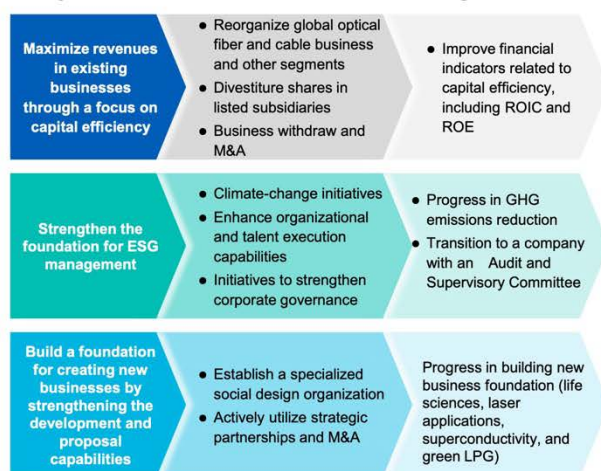 Maximize revenues
in existing
businesses
through a focus on
capital efficiency
● Reorganize global optical
fiber and cable business
and other segments
● Divestiture shares in
listed subsidiaries
● Business withdraw and
M&A
● Improve financial
indicators related to
capital efficiency,
including ROIC and
ROE
Strengthen the
foundation for ESG
management
● Climate-change initiatives
● Enhance organizational
and talent execution
capabilities
● Initiatives to strengthen
corporate governance
● Progress in GHG
emissions reduction
● Transition to a company
with an Audit and
Supervisory Committee
Build a foundation
for creating new
businesses by
strengthening the
development and
proposal
capabilities
● Establish a specialized
social design organization
● Actively utilize strategic
partnerships and M&A
Progress in building new
business foundation (life
sciences, laser
applications,
superconductivity, and
green LPG)